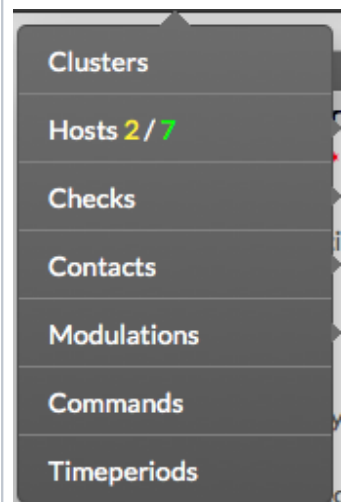 Clusters
Hosts 2 / 7
Checks
Contacts
Modulations
Commands
Timeperiods